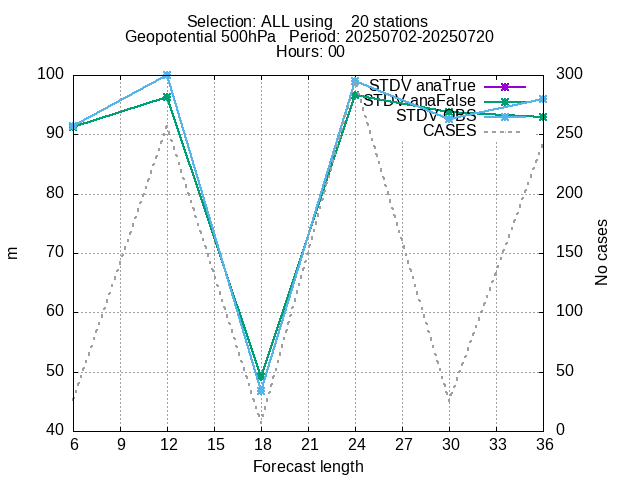 Selection: ALL using    20 stations
Geopotential 500hPa   Period: 20250702-20250720
Hours: 00
100
90
80
70
60
50
40
m
300
250
200
150
100
50
0
No cases
STDV anaTrue
STDV anaFalse
STDV OBS
CASES
6 9 12 15 18 21 24 27 30 33 36
Forecast length